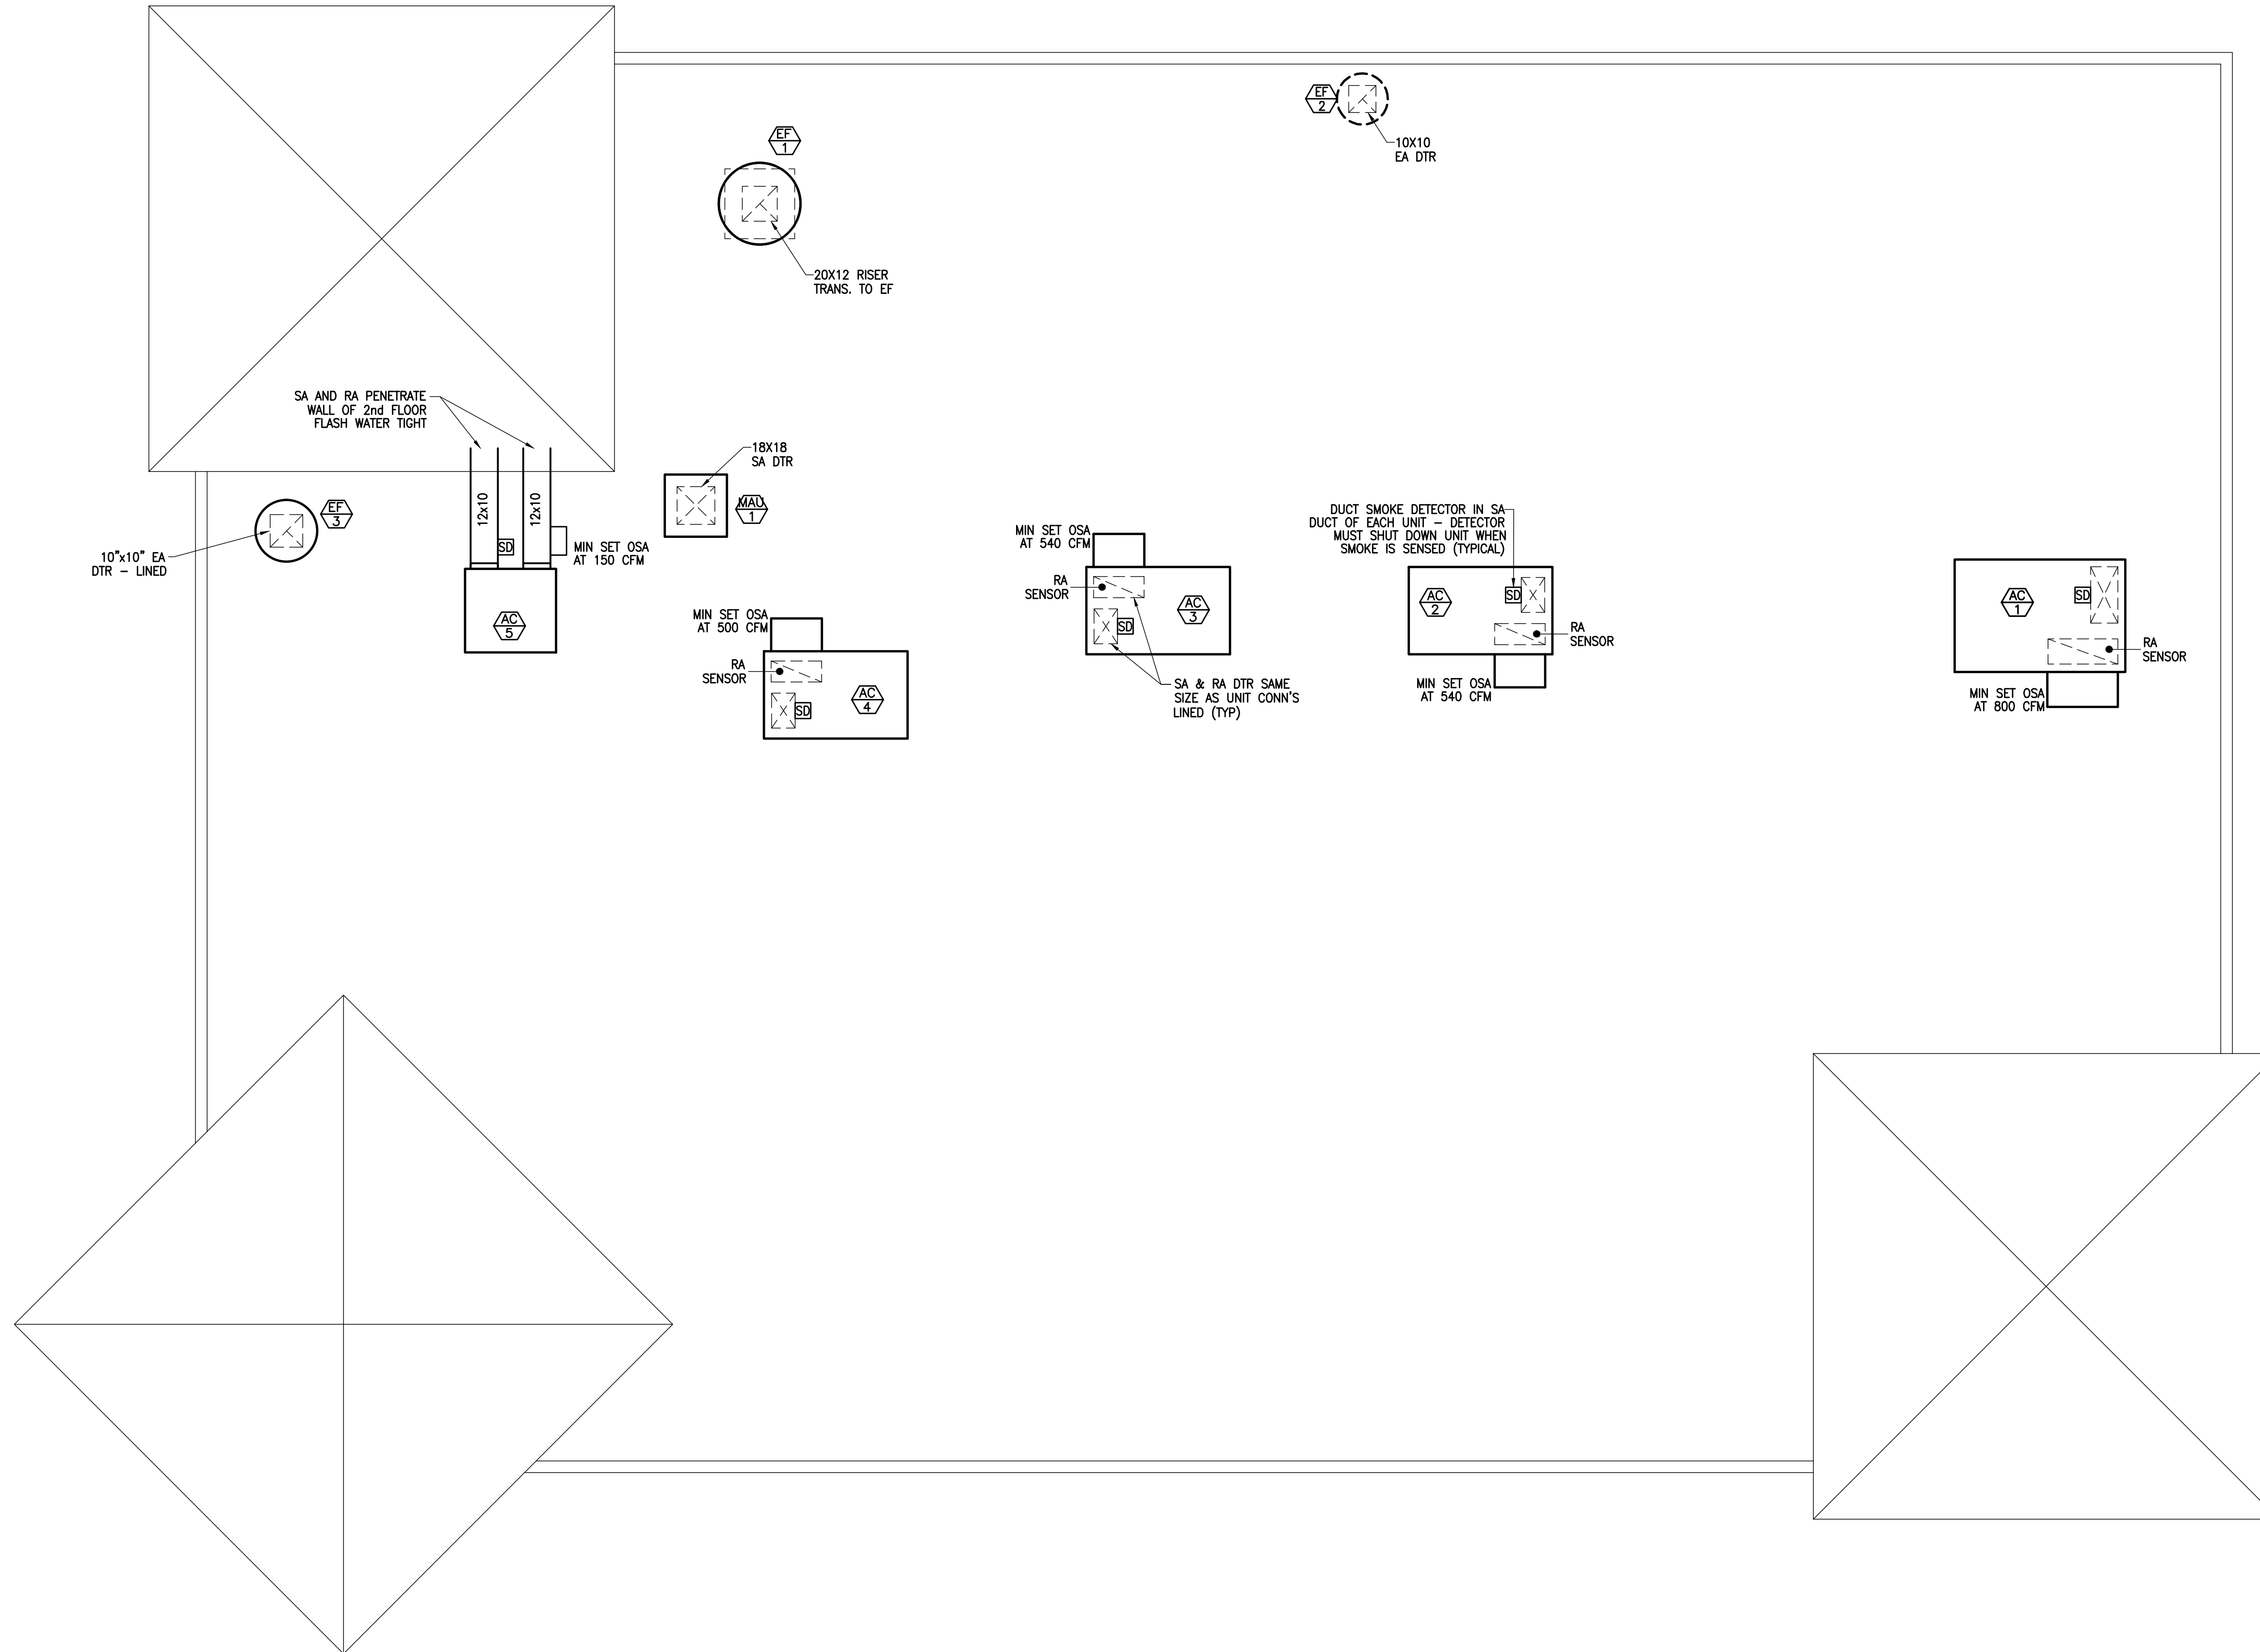 EF
2
10X10
EA DTR
EF
1
20X12 RISER
TRANS. TO EF
SA AND RA PENETRATE
WALL OF 2nd FLOOR
FLASH WATER TIGHT
12x10
12x10
SD
MIN SET OSA
AT 150 CFM
AC
5
EF
3
10"x10" EA
DTR - LINED
18X18
SA DTR
MAU
1
MIN SET OSA
AT 500 CFM
RA
SENSOR
SD
AC
4
MIN SET OSA
AT 540 CFM
RA
SENSOR
SD
AC
3
SA & RA DTR SAME
SIZE AS UNIT CONN'S
LINED (TYP)
DUCT SMOKE DETECTOR IN SA
DUCT OF EACH UNIT - DETECTOR
MUST SHUT DOWN UNIT WHEN
SMOKE IS SENSED (TYPICAL)
AC
2
SD
RA
SENSOR
MIN SET OSA
AT 540 CFM
AC
1
SD
RA
SENSOR
MIN SET OSA
AT 800 CFM